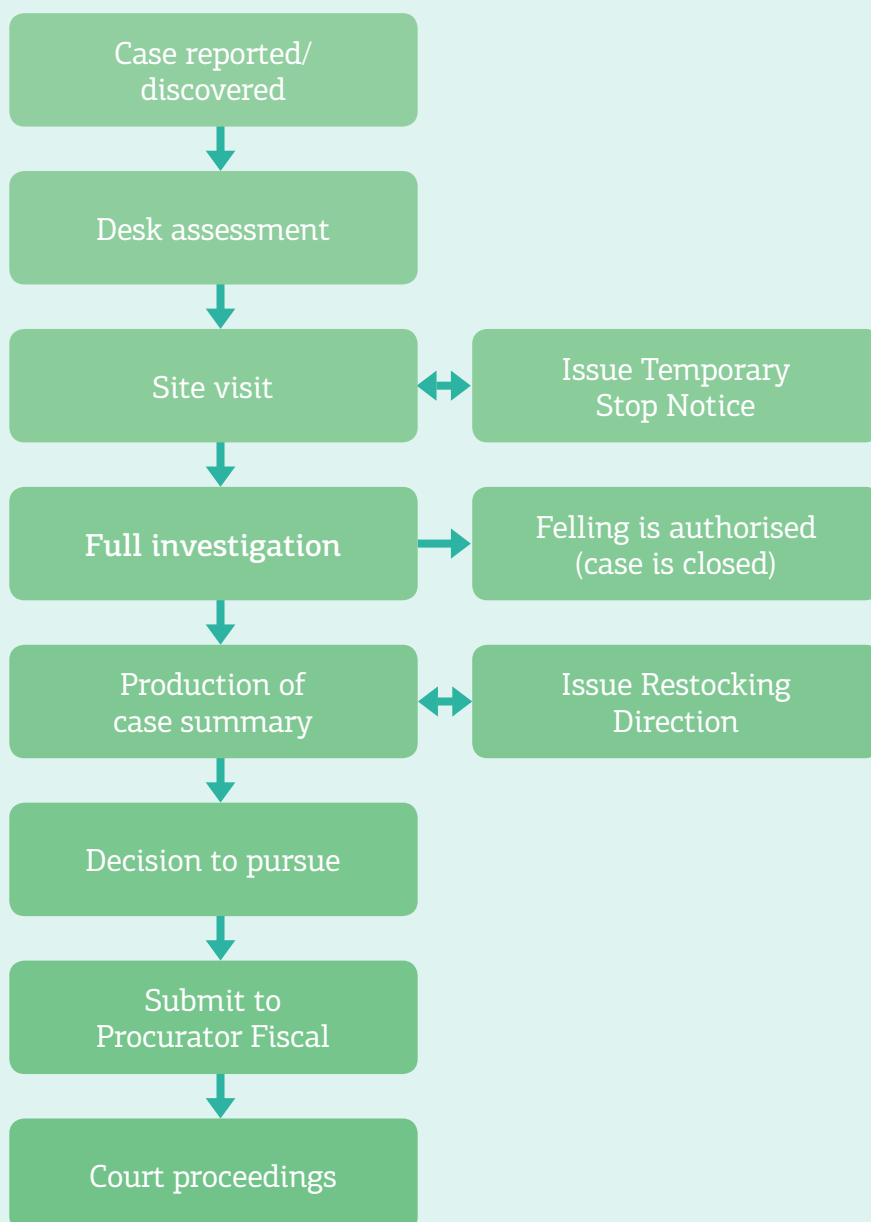 Case reported/
discovered
Desk assessment
Site visit
Issue Temporary
Stop Notice
Full investigation
Felling is authorised
(case is closed)
Production of
case summary
Issue Restocking
Direction
Decision to pursue
Submit to
Procurator Fiscal
Court proceedings